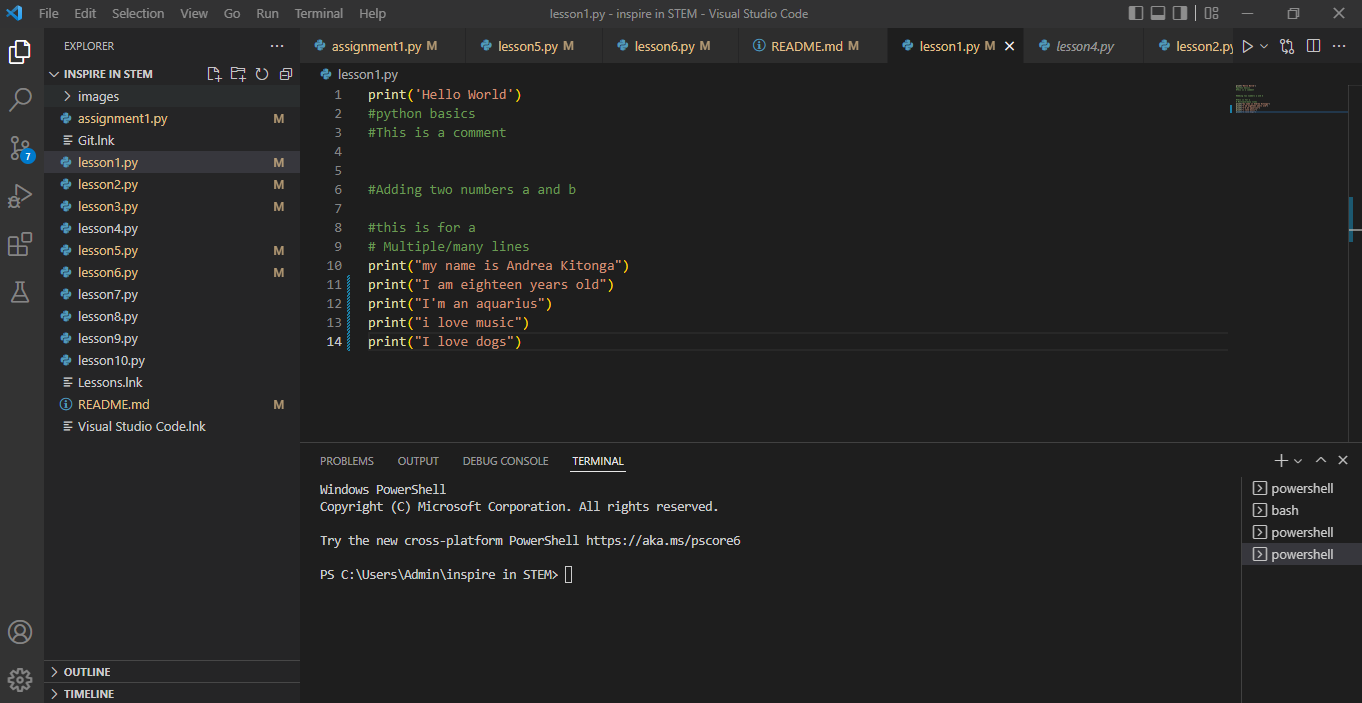 File Edit Selection View Go Run Terminal Help lesson1.py - inspire in STEM - Visual Studio Code
EXPLORER
INSPIRE IN STEM
images
assignment1.py M
Git.lnk
lesson1.py M
lesson2.py M
lesson3.py M
lesson4.py
lesson5.py M
lesson6.py M
lesson7.py
lesson8.py
lesson9.py
lesson10.py
Lessons.lnk
README.md M
Visual Studio Code.lnk
OUTLINE
TIMELINE
7
assignment1.py M lesson5.py M lesson6.py M README.md M lesson1.py M lesson4.py lesson2.py
lesson1.py
1 print('Hello World')
2 #python basics
3 #This is a comment
4
5
6 #Adding two numbers a and b
7
8 #this is for a
9 # Multiple/many lines
10 print("my name is Andrea Kitonga")
11 print("I am eighteen years old")
12 print("I'm an aquarius")
13 print("i love music")
14 print("I love dogs")
PROBLEMS OUTPUT DEBUG CONSOLE TERMINAL
Windows PowerShell
Copyright (C) Microsoft Corporation. All rights reserved.
Try the new cross-platform PowerShell https://aka.ms/pscore6
PS C:\Users\Admin\inspire in STEM>
powershell
bash
powershell
powershell